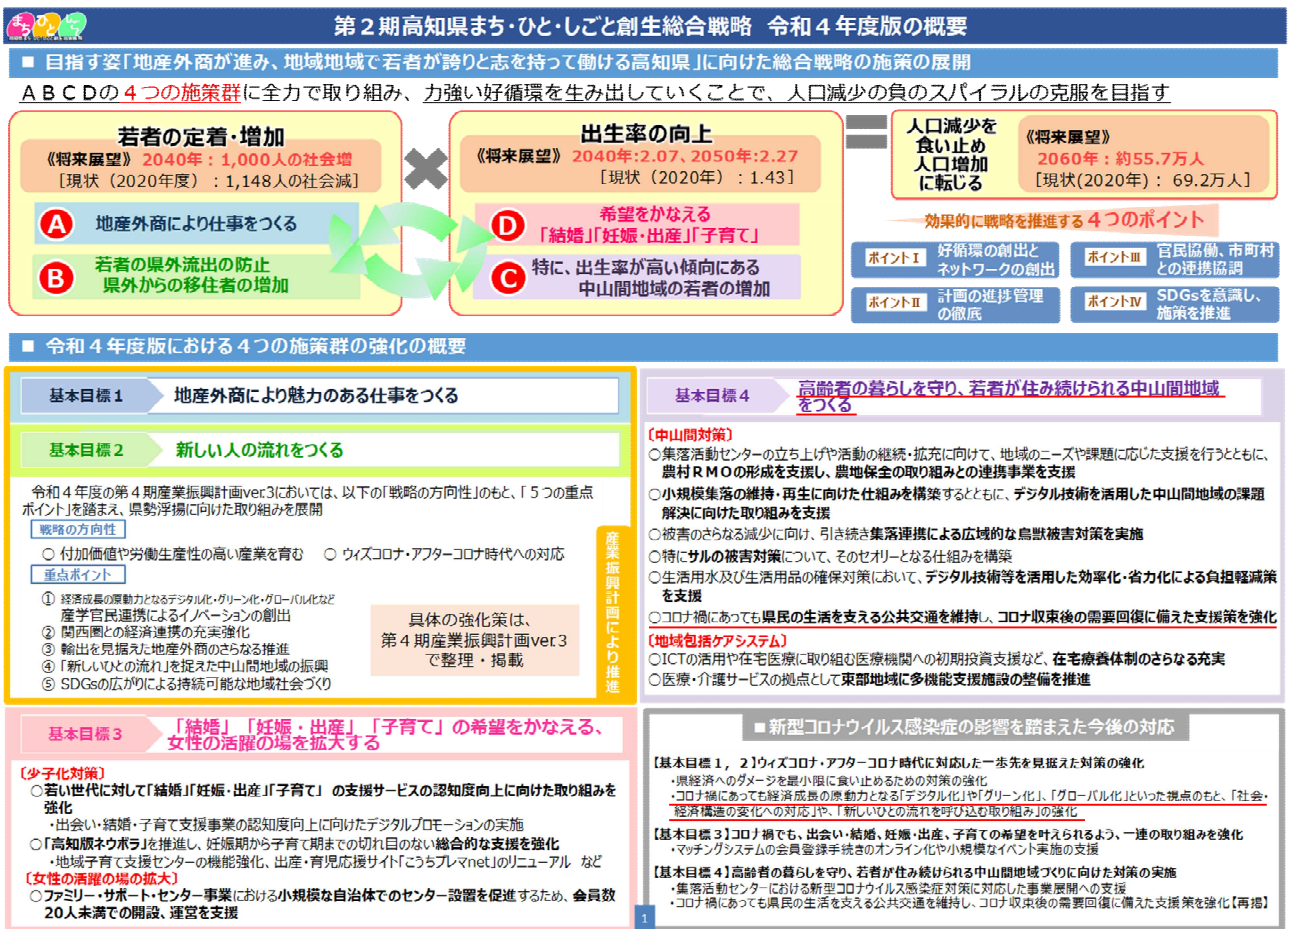 まち ひと しごと
第２期高知県まち・ひと・しごと創生総合戦略　令和４年度版の概要
■ 目指す姿「地産外商が進み、地域地域で若者が誇りと志を持って働ける高知県」に向けた総合戦略の施策の展開
ＡＢＣＤの４つの施策群に全力で取り組み、力強い好循環を生み出していくことで、人口減少の負のスパイラルの克服を目指す
若者の定着・増加
《将来展望》 2040年：1,000人の社会増
［現状（2020年度）：1,148人の社会減］
A 地産外商により仕事をつくる
B 若者の県外流出の防止
県外からの移住者の増加
✖
出生率の向上
《将来展望》 2040年:2.07、2050年:2.27
［現状（2020年）：1.43］
D 希望をかなえる
「結婚」「妊娠・出産」「子育て」
C 特に、出生率が高い傾向にある
中山間地域の若者の増加
＝
人口減少を
食い止め
人口増加
に転じる
《将来展望》
2060年：約55.7万人
［現状(2020年)： 69.2万人］
効果的に戦略を推進する４つのポイント
ポイントⅠ 好循環の創出と
ネットワークの創出
ポイントⅢ 官民協働、市町村
との連携協調
ポイントⅡ 計画の進捗管理
の徹底
ポイントⅣ SDGsを意識し、
施策を推進
■ 令和４年度版における４つの施策群の強化の概要
基本目標１ 地産外商により魅力のある仕事をつくる
基本目標２ 新しい人の流れをつくる
令和４年度の第４期産業振興計画ver.3においては、以下の「戦略の方向性」のもと、「５つの重点
ポイント」を踏まえ、県勢浮揚に向けた取り組みを展開
戦略の方向性
○ 付加価値や労働生産性の高い産業を育む ○ ウィズコロナ・アフターコロナ時代への対応
重点ポイント
① 経済成長の原動力となるデジタル化・グリーン化・グローバル化など
産学官民連携によるイノベーションの創出
② 関西圏との経済連携の充実強化
③ 輸出を見据えた地産外商のさらなる推進
④ 「新しいひとの流れ」を捉えた中山間地域の振興
⑤ SDGsの広がりによる持続可能な地域社会づくり
具体の強化策は、
第４期産業振興計画ver.3
で整理・掲載
産業振興計画により推進
基本目標３ 「結婚」「妊娠・出産」「子育て」の希望をかなえる、
女性の活躍の場を拡大する
〔少子化対策〕
○若い世代に対して「結婚」「妊娠・出産」「子育て」 の支援サービスの認知度向上に向けた取り組みを
強化
・出会い・結婚・子育て支援事業の認知度向上に向けたデジタルプロモーションの実施
○「高知版ネウボラ」を推進し、妊娠期から子育て期までの切れ目のない総合的な支援を強化
・地域子育て支援センターの機能強化、出産・育児応援サイト「こうちプレマnet」のリニューアル など
〔女性の活躍の場の拡大〕
○ファミリー・サポート・センター事業における小規模な自治体でのセンター設置を促進するため、会員数
20人未満での開設、運営を支援
基本目標４ 高齢者の暮らしを守り、若者が住み続けられる中山間地域
をつくる
〔中山間対策〕
○集落活動センターの立ち上げや活動の継続・拡充に向けて、地域のニーズや課題に応じた支援を行うとともに、
農村ＲＭＯの形成を支援し、農地保全の取り組みとの連携事業を支援
○小規模集落の維持・再生に向けた仕組みを構築するとともに、デジタル技術を活用した中山間地域の課題
解決に向けた取り組みを支援
○被害のさらなる減少に向け、引き続き集落連携による広域的な鳥獣被害対策を実施
○特にサルの被害対策について、そのセオリーとなる仕組みを構築
○生活用水及び生活用品の確保対策において、デジタル技術等を活用した効率化・省力化による負担軽減策
を支援
○コロナ禍にあっても県民の生活を支える公共交通を維持し、コロナ収束後の需要回復に備えた支援策を強化
〔地域包括ケアシステム〕
○ICTの活用や在宅医療に取り組む医療機関への初期投資支援など、在宅療養体制のさらなる充実
○医療・介護サービスの拠点として東部地域に多機能支援施設の整備を推進
■新型コロナウイルス感染症の影響を踏まえた今後の対応
【基本目標１，２】ウィズコロナ・アフターコロナ時代に対応した一歩先を見据えた対策の強化
・県経済へのダメージを最小限に食い止めるための対策の強化
・コロナ禍にあっても経済成長の原動力となる「デジタル化」や「グリーン化」、「グローバル化」といった視点のもと、「社会・
経済構造の変化への対応」や、「新しいひとの流れを呼び込む取り組み」の強化
【基本目標３】コロナ禍でも、出会い・結婚、妊娠・出産、子育ての希望を叶えられるよう、一連の取り組みを強化
・マッチングシステムの会員登録手続きのオンライン化や小規模なイベント実施の支援
【基本目標４】高齢者の暮らしを守り、若者が住み続けられる中山間地域づくりに向けた対策の実施
・集落活動センターにおける新型コロナウイルス感染症対策に対応した事業展開への支援
・コロナ禍にあっても県民の生活を支える公共交通を維持し、コロナ収束後の需要回復に備えた支援策を強化【再掲】
1